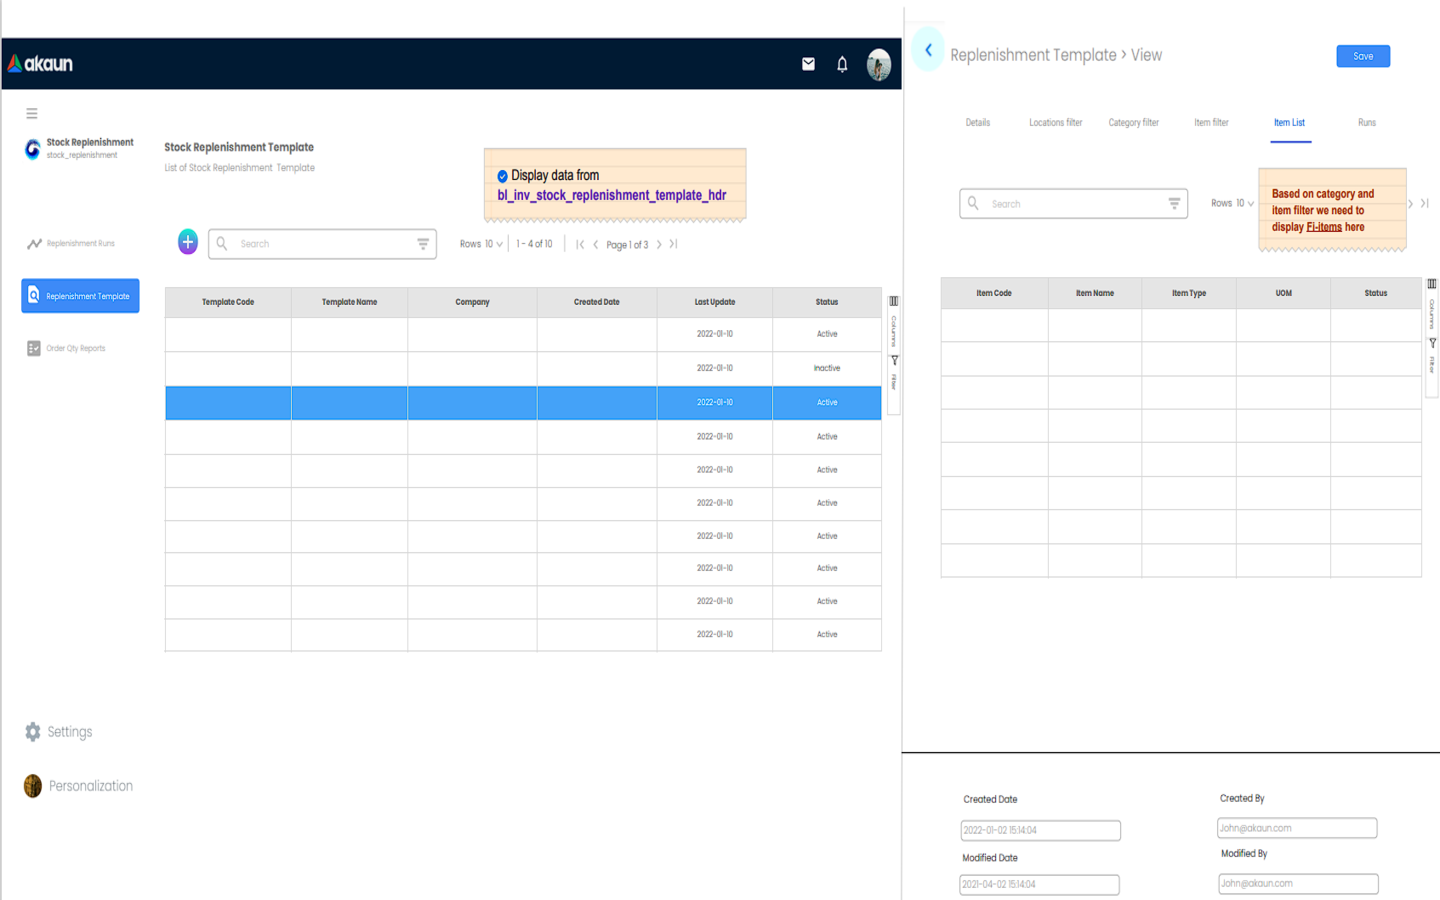 akaun
Stock Replenishment
stock_replenishment
Replenishment Runs
Replenishment Template
Order Qty Reports
Settings
Personalization
Stock Replenishment Template
List of Stock Replenishment Template
Display data from
bl_inv_stock_replenishment_template_hdr
Search
Rows 10
1 - 4 of 10
Page 1 of 3
Template Code Template Name Company Created Date Last Update Status
2022-01-10 Active
2022-01-10 Inactive
2022-01-10 Active
2022-01-10 Active
2022-01-10 Active
2022-01-10 Active
2022-01-10 Active
2022-01-10 Active
2022-01-10 Active
2022-01-10 Active
Columns
Filter
Replenishment Template > View
Save
Details Locations filter Category filter Item filter Item List Runs
Search
Rows 10
Based on category and
item filter we need to
display Fi-items here
Item Code Item Name Item Type UOM Status
Columns
Filter
Created Date
2022-01-02 15:14:04
Created By
John@akaun.com
Modified Date
2021-04-02 15:14:04
Modified By
John@akaun.com